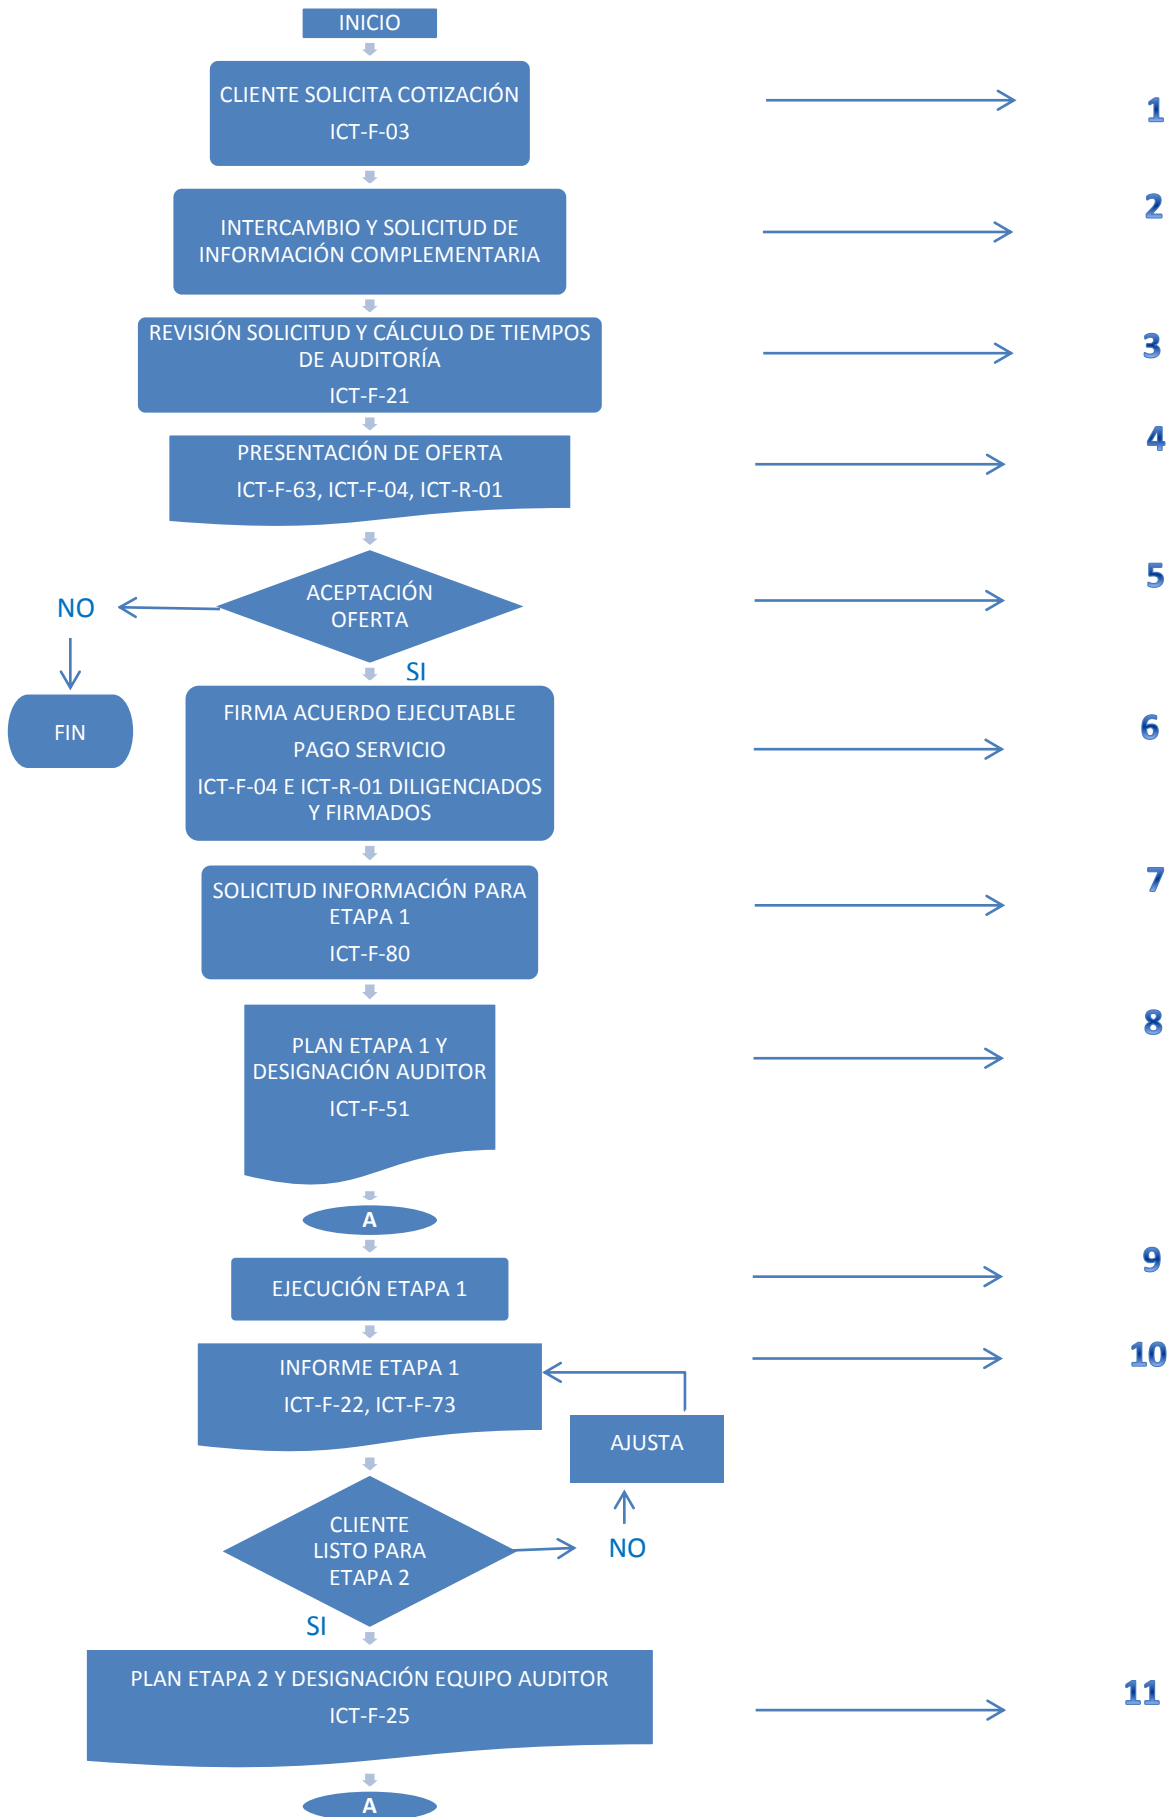 INICIO
CLIENTE SOLICITA COTIZACIÓN
ICT-F-03
1
INTERCAMBIO Y SOLICITUD DE
INFORMACIÓN COMPLEMENTARIA
2
REVISIÓN SOLICITUD Y CÁLCULO DE TIEMPOS
DE AUDITORÍA
ICT-F-21
3
PRESENTACIÓN DE OFERTA
ICT-F-63, ICT-F-04, ICT-R-01
4
ACEPTACIÓN
OFERTA
5
NO
FIN
SI
FIRMA ACUERDO EJECUTABLE
PAGO SERVICIO
ICT-F-04 E ICT-R-01 DILIGENCIADOS
Y FIRMADOS
6
SOLICITUD INFORMACIÓN PARA
ETAPA 1
ICT-F-80
7
PLAN ETAPA 1 Y
DESIGNACIÓN AUDITOR
ICT-F-51
8
A
EJECUCIÓN ETAPA 1
9
INFORME ETAPA 1
ICT-F-22, ICT-F-73
10
AJUSTA
CLIENTE
LISTO PARA
ETAPA 2
NO
SI
PLAN ETAPA 2 Y DESIGNACIÓN EQUIPO AUDITOR
ICT-F-25
11
A